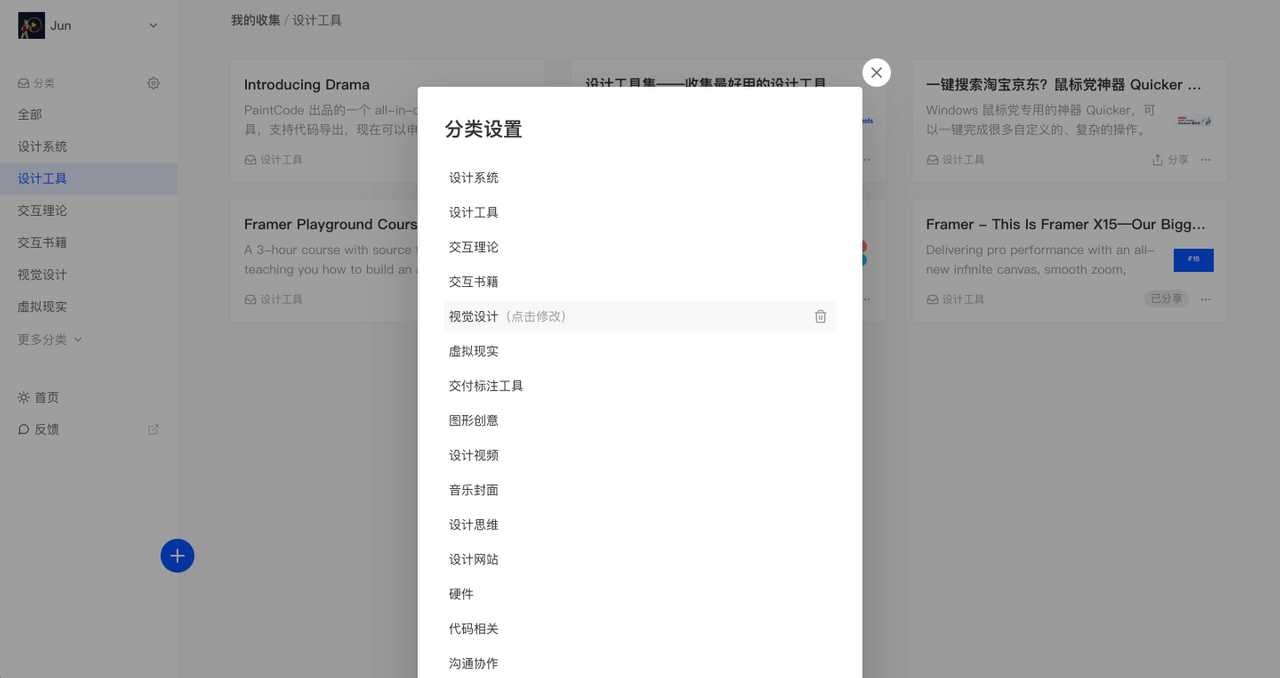 Jun
分类
全部
设计系统
设计工具
交互理论
交互书籍
视觉设计
虚拟现实
更多分类
首页
反馈
我的收集 / 设计工具
Introducing Drama
PaintCode 出品的一个 all-in-
具，支持代码导出，现在可以申
设计工具
设计工具集——收集最好用的设计工具
一键搜索淘宝京东？鼠标党神器 Quicker ...
Windows 鼠标党专用的神器 Quicker，可
以一键完成很多自定义的、复杂的操作。
设计工具
分享
Framer Playground Cours
A 3-hour course with source
teaching you how to build an
设计工具
Framer - This Is Framer X15—Our Bigg...
Delivering pro performance with an all-
new infinite canvas, smooth zoom,
#15
设计工具
已分享
分类设置
设计系统
设计工具
交互理论
交互书籍
视觉设计（点击修改）
虚拟现实
交付标注工具
图形创意
设计视频
音乐封面
设计思维
设计网站
硬件
代码相关
沟通协作